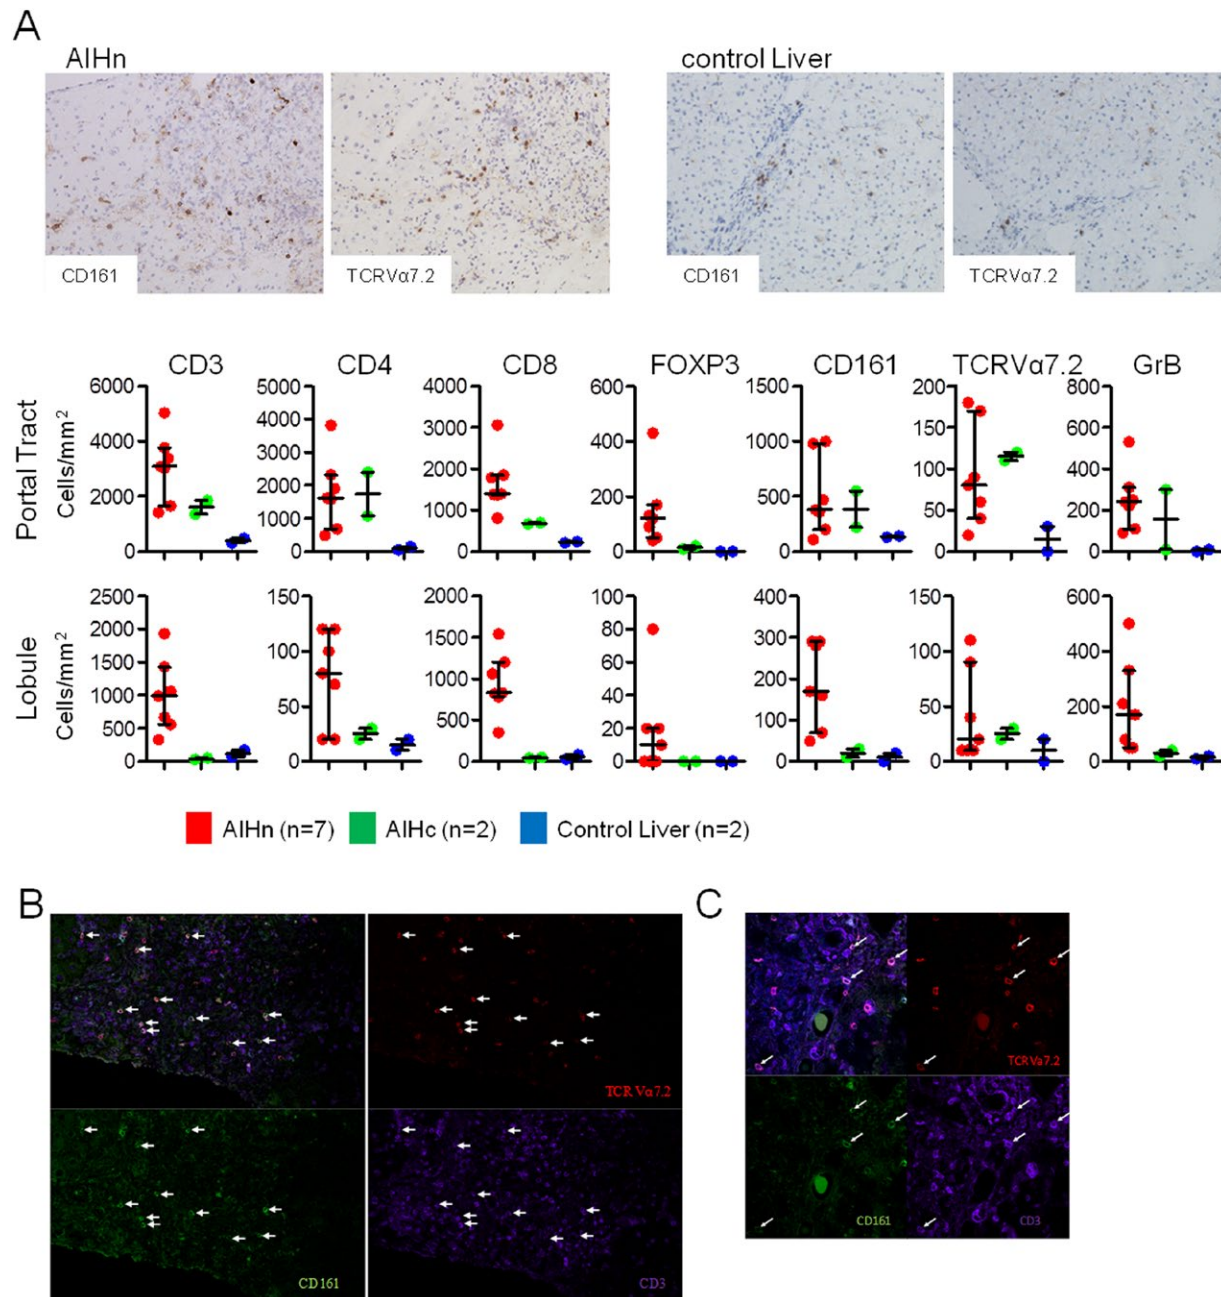 A
AIHn
control Liver
CD161
TCRVα7.2
CD161
TCRVα7.2
Portal Tract
Cells/mm2
CD3
CD4
CD8
FOXP3
CD161
TCRVα7.2
GrB
6000
4000
2000
0
5000
4000
3000
2000
1000
0
4000
3000
2000
1000
0
600
400
200
0
1500
1000
500
0
200
150
100
50
0
800
600
400
200
0
Lobule
Cells/mm2
2500
2000
1500
1000
500
0
150
100
50
0
2000
1500
1000
500
0
100
80
60
40
20
0
400
300
200
100
0
150
100
50
0
600
400
200
0
AIHn (n=7)
AIHc (n=2)
Control Liver (n=2)
B
TCR Vα7.2
CD161
CD3
C
TCRVα7.2
CD161
CD3